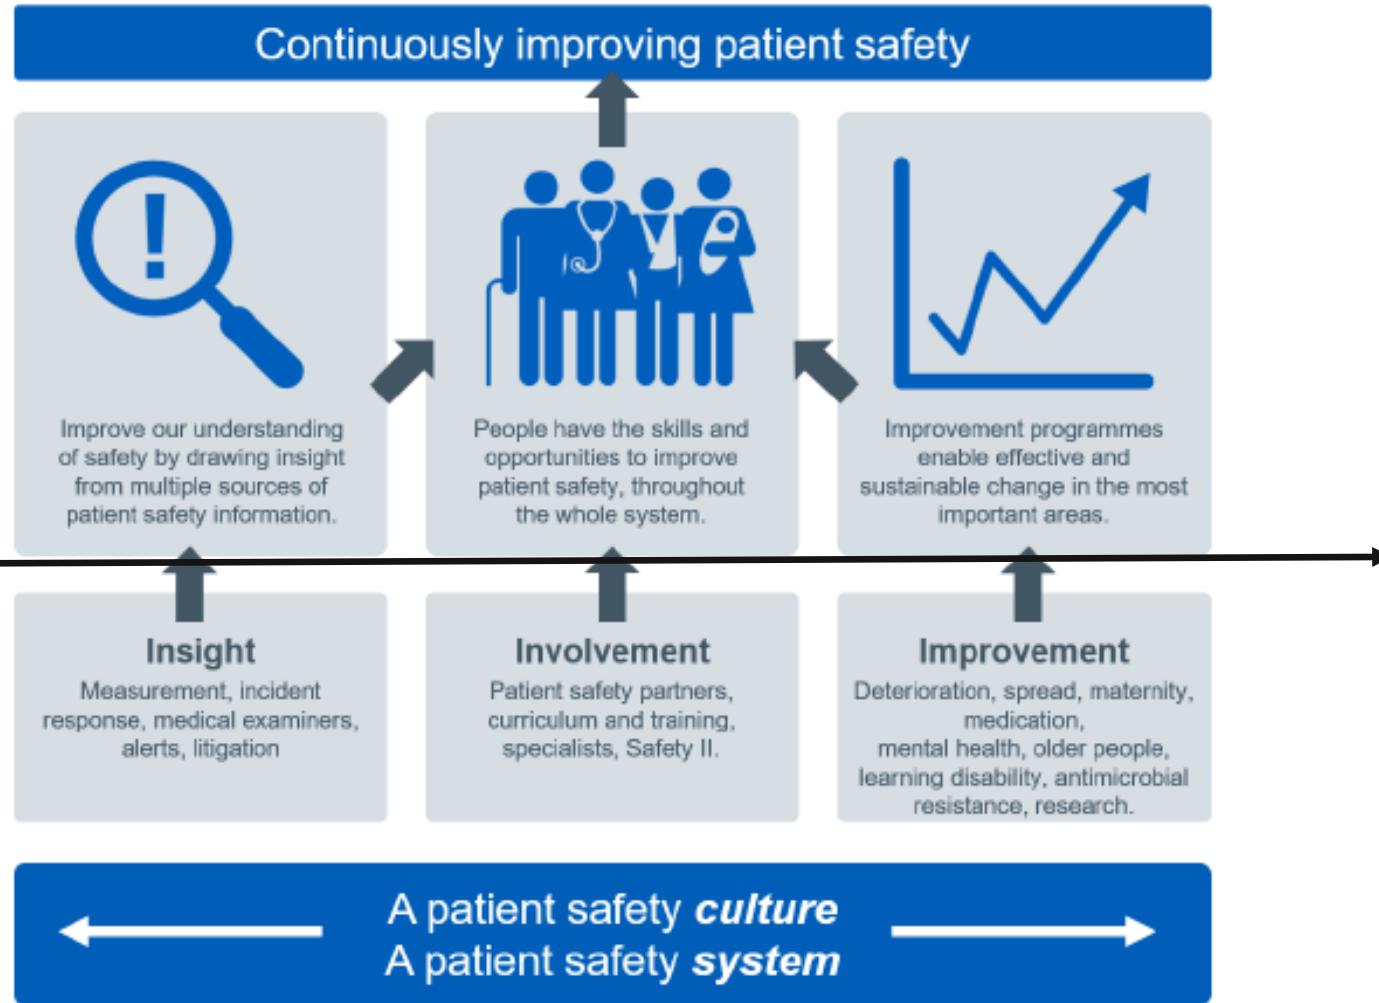 Continuously improving patient safety
!
Improve our understanding
of safety by drawing insight
from multiple sources of
patient safety information.
People have the skills and
opportunities to improve
patient safety, throughout
the whole system.
Improvement programmes
enable effective and
sustainable change in the most
important areas.
Insight
Measurement, incident
response, medical examiners,
alerts, litigation
Involvement
Patient safety partners,
curriculum and training,
specialists, Safety II.
Improvement
Deterioration, spread, maternity,
medication,
mental health, older people,
learning disability, antimicrobial
resistance, research.
A patient safety culture
A patient safety system